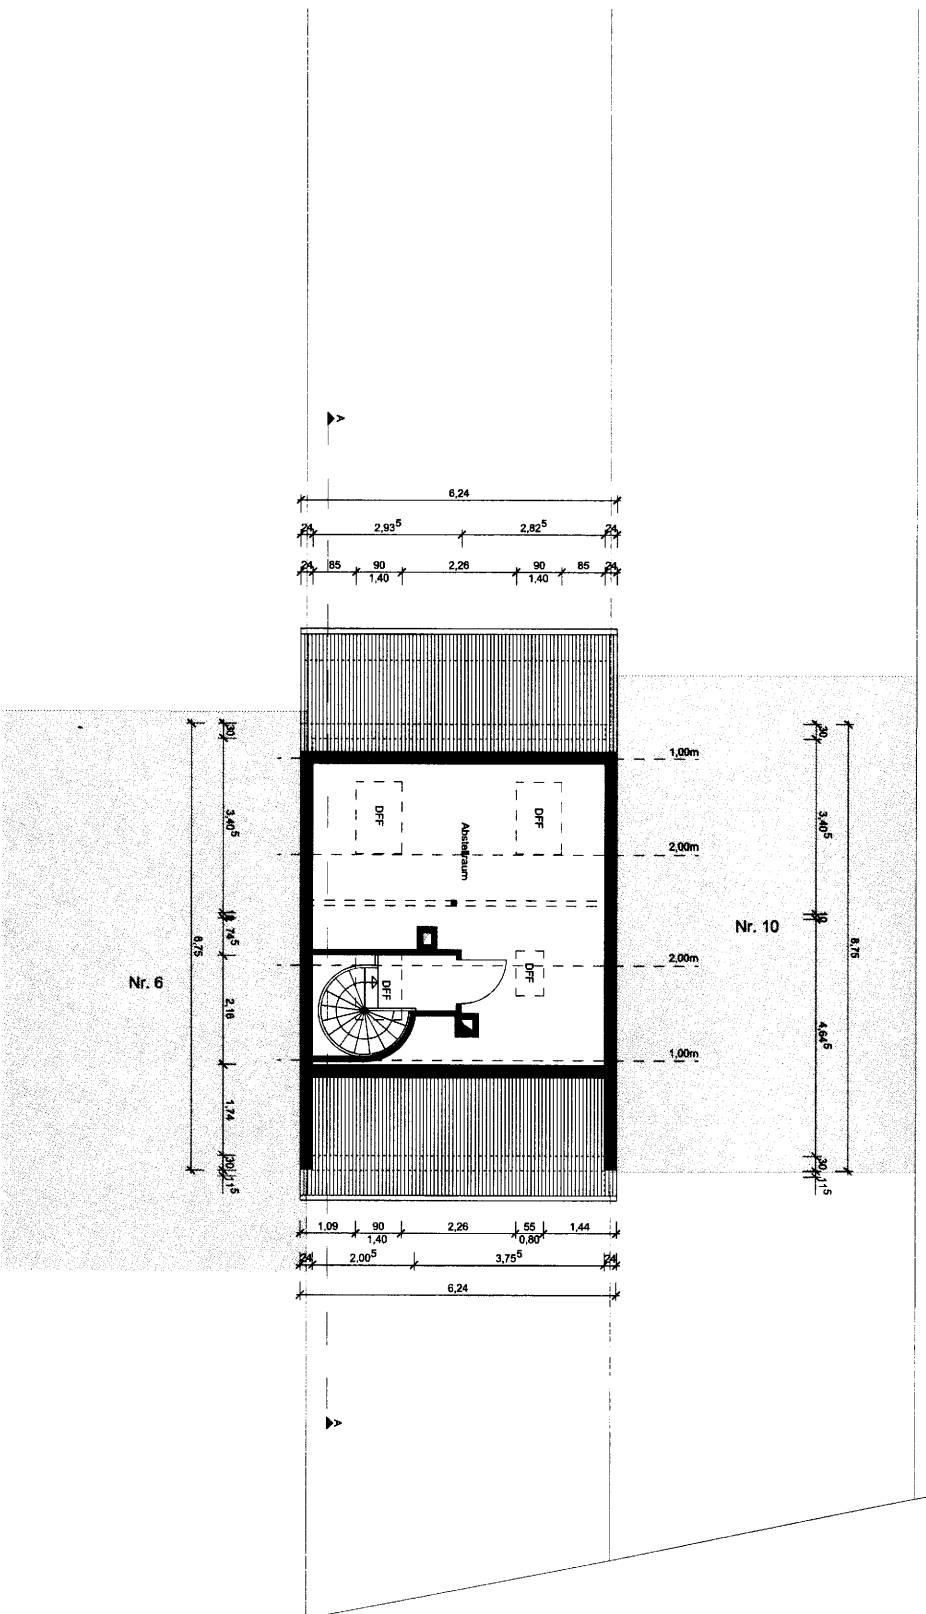 A
6,24
24 2,93⁵ 2,82⁵ 24
24 85 90 2,26 90 85 24
1,40 1,40
30
3,40⁵
16
74⁵
2,16
1,74
30
11⁵
8,75
Nr. 6
1,00m
DFF
DFF
Abstellraum
2,00m
2,00m
DFF
DFF
1,00m
30
3,40⁵
16
4,64⁵
30
11⁵
8,75
Nr. 10
1,09 90 2,26 55 1,44
1,40 0,80
24 2,00⁵ 3,75⁵ 24
6,24
A